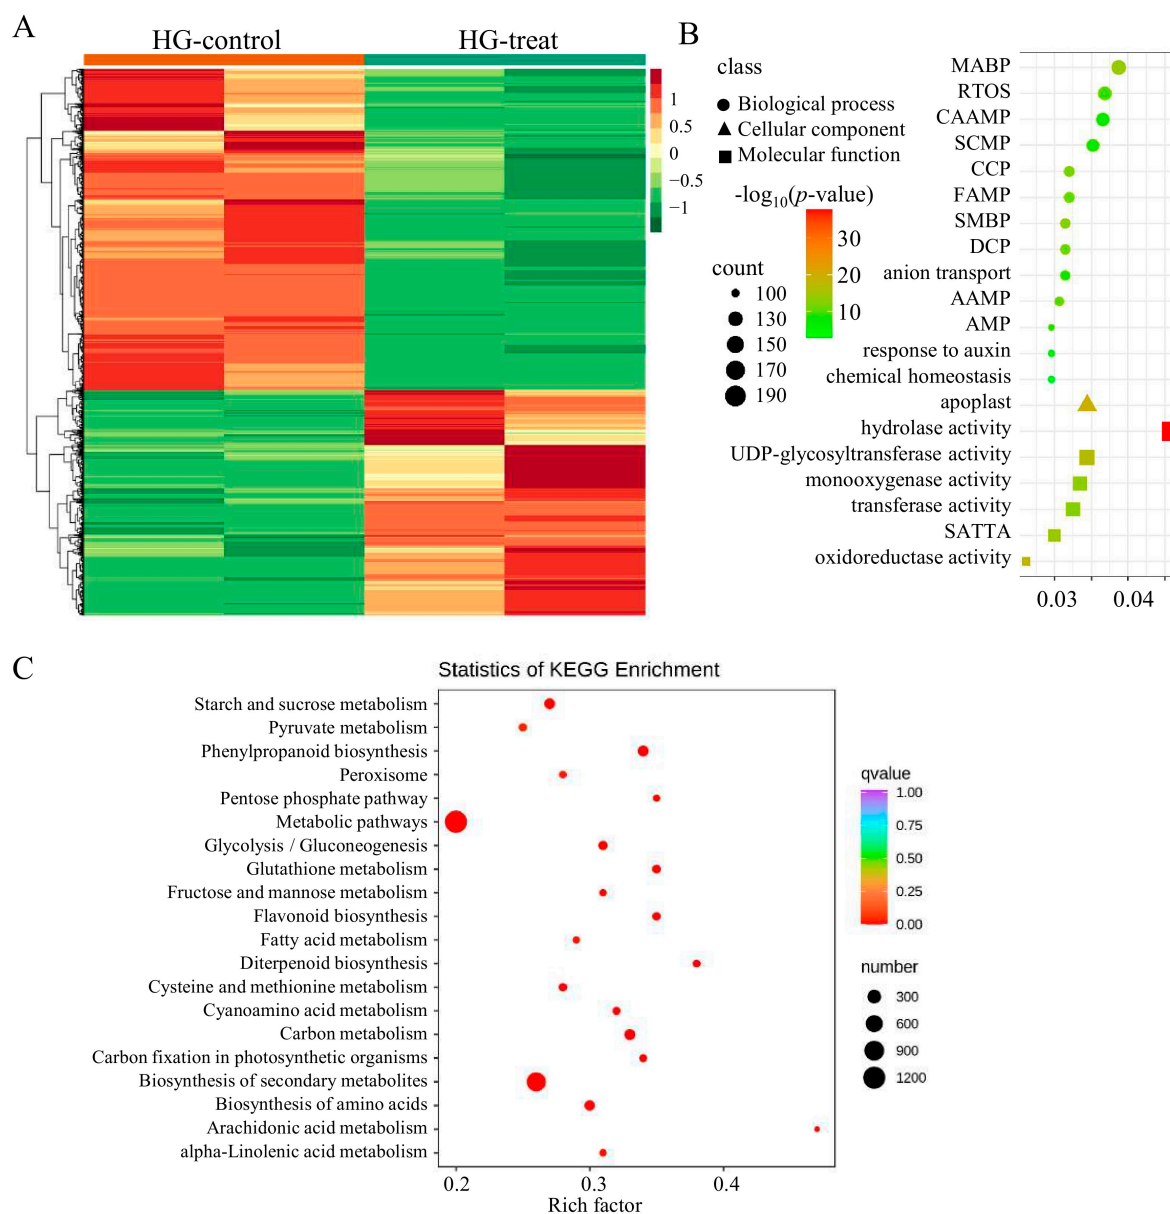 A
HG-control
HG-treat
1
0.5
0
−0.5
−1
B
class
Biological process
Cellular component
Molecular function
-log10(p-value)
30
20
10
count
100
130
150
170
190
MABP
RTOS
CAAMP
SCMP
CCP
FAMP
SMBP
DCP
anion transport
AAMP
AMP
response to auxin
chemical homeostasis
apoplast
hydrolase activity
UDP-glycosyltransferase activity
monooxygenase activity
transferase activity
SATTA
oxidoreductase activity
0.03 0.04
C
Statistics of KEGG Enrichment
Starch and sucrose metabolism
Pyruvate metabolism
Phenylpropanoid biosynthesis
Peroxisome
Pentose phosphate pathway
Metabolic pathways
Glycolysis / Gluconeogenesis
Glutathione metabolism
Fructose and mannose metabolism
Flavonoid biosynthesis
Fatty acid metabolism
Diterpenoid biosynthesis
Cysteine and methionine metabolism
Cyanoamino acid metabolism
Carbon metabolism
Carbon fixation in photosynthetic organisms
Biosynthesis of secondary metabolites
Biosynthesis of amino acids
Arachidonic acid metabolism
alpha-Linolenic acid metabolism
0.2 0.3 0.4
Rich factor
qvalue
1.00
0.75
0.50
0.25
0.00
number
300
600
900
1200